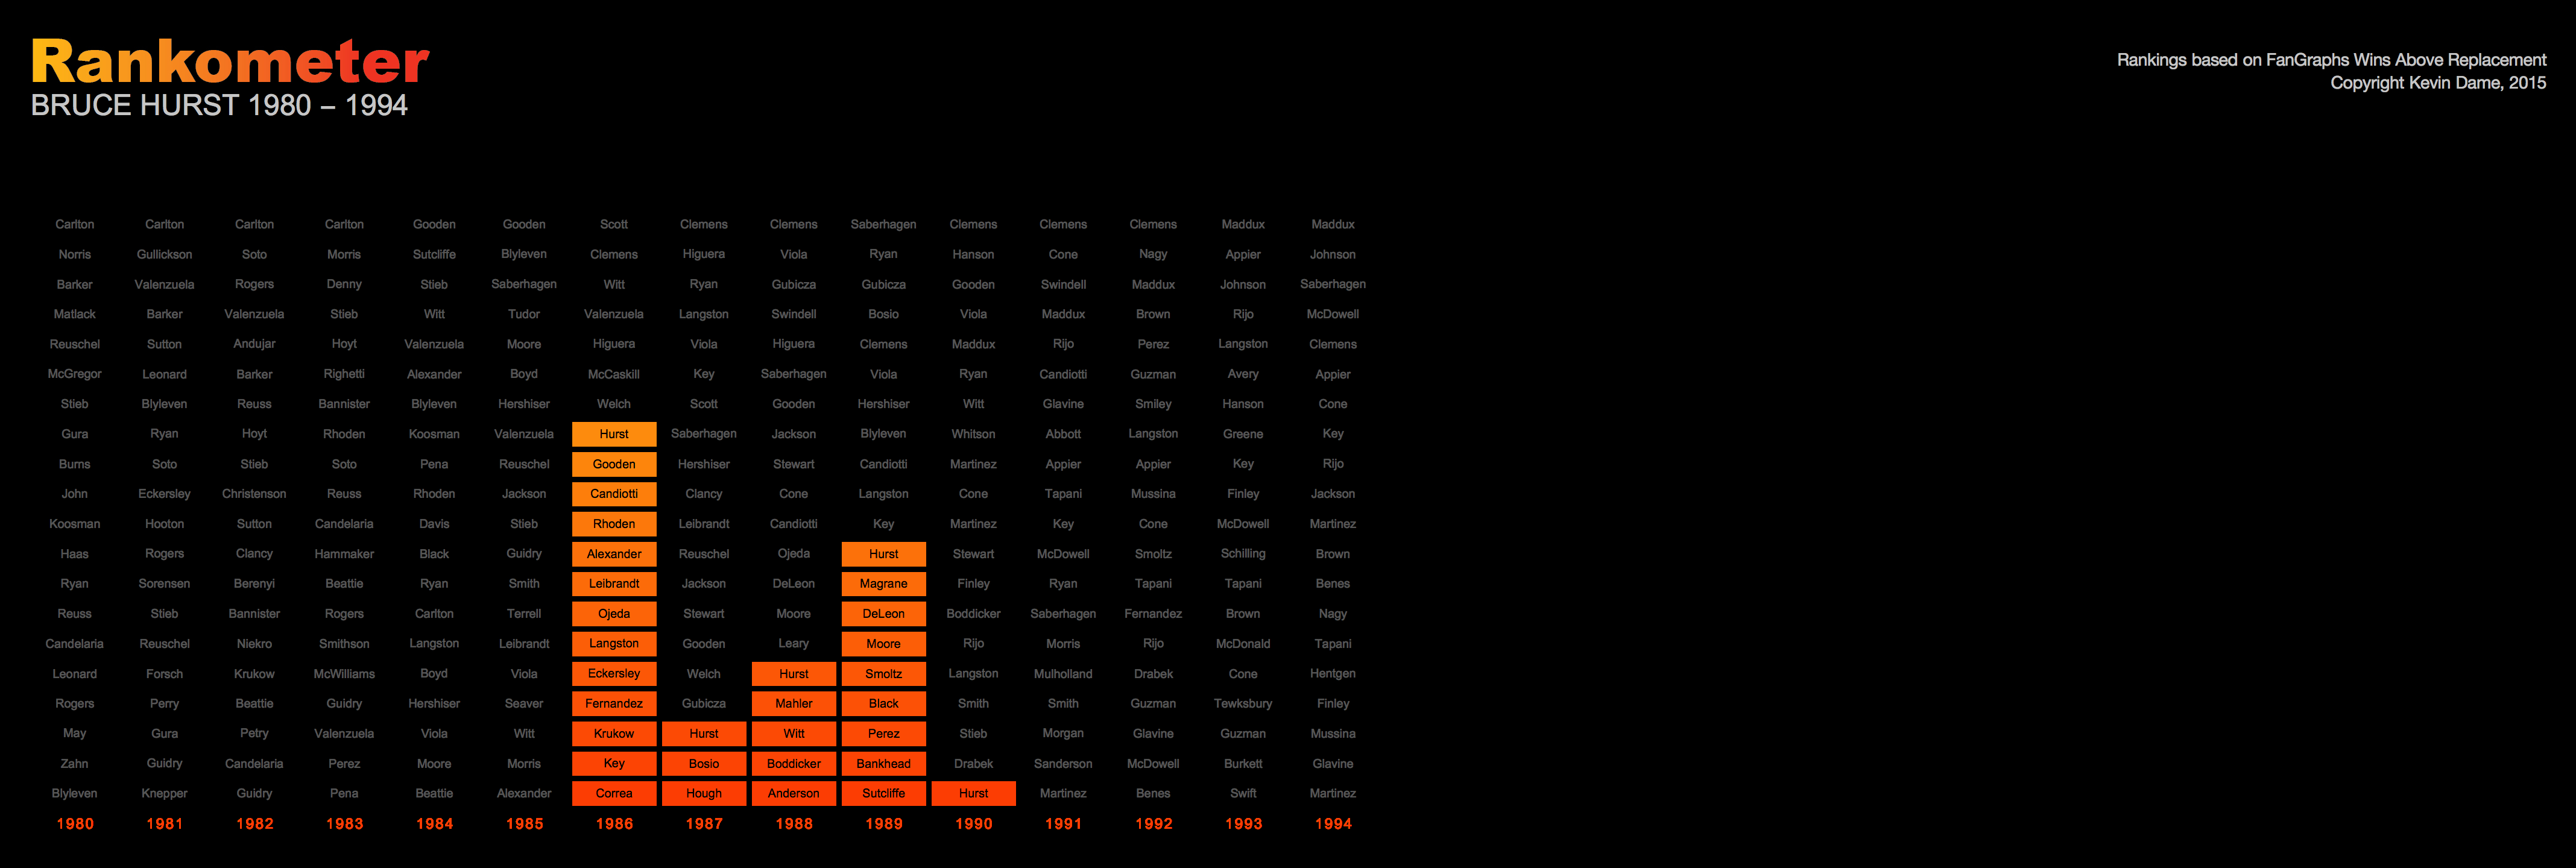 Rankometer
BRUCE HURST 1980 – 1994
Rankings based on FanGraphs Wins Above Replacement
Copyright Kevin Dame, 2015
Carlton Carlton Carlton Carlton Gooden Gooden Scott Clemens Clemens Saberhagen Clemens Clemens Clemens Maddux Maddux
Norris Gullickson Soto Morris Sutcliffe Blyleven Clemens Higuera Viola Ryan Hanson Cone Nagy Appier Johnson
Barker Valenzuela Rogers Denny Stieb Saberhagen Witt Ryan Gubicza Gubicza Gooden Swindell Maddux Johnson Saberhagen
Matlack Barker Valenzuela Stieb Witt Tudor Valenzuela Langston Swindell Bosio Viola Maddux Brown Rijo McDowell
Reuschel Sutton Andujar Hoyt Valenzuela Moore Higuera Viola Higuera Clemens Maddux Rijo Perez Langston Clemens
McGregor Leonard Barker Righetti Alexander Boyd McCaskill Key Saberhagen Viola Ryan Candiotti Guzman Avery Appier
Stieb Blyleven Reuss Bannister Blyleven Hershiser Welch Scott Gooden Hershiser Witt Glavine Smiley Hanson Cone
Gura Ryan Hoyt Rhoden Koosman Valenzuela Hurst Saberhagen Jackson Blyleven Whitson Abbott Langston Greene Key
Burns Soto Stieb Soto Pena Reuschel Gooden Hershiser Stewart Candiotti Martinez Appier Appier Key Rijo
John Eckersley Christenson Reuss Rhoden Jackson Candiotti Clancy Cone Langston Cone Tapani Mussina Finley Jackson
Koosman Hooton Sutton Candelaria Davis Stieb Rhoden Leibrandt Candiotti Key Martinez Key Cone McDowell Martinez
Haas Rogers Clancy Hammaker Black Guidry Alexander Reuschel Ojeda Hurst Stewart McDowell Smoltz Schilling Brown
Ryan Sorensen Berenyi Beattie Ryan Smith Leibrandt Jackson DeLeon Magrane Finley Ryan Tapani Tapani Benes
Reuss Stieb Bannister Rogers Carlton Terrell Ojeda Stewart Moore DeLeon Boddicker Saberhagen Fernandez Brown Nagy
Candelaria Reuschel Niekro Smithson Langston Leibrandt Langston Gooden Leary Moore Rijo Morris Rijo McDonald Tapani
Leonard Forsch Krukow McWilliams Boyd Viola Eckersley Welch Hurst Smoltz Langston Mulholland Drabek Cone Hentgen
Rogers Perry Beattie Guidry Hershiser Seaver Fernandez Gubicza Mahler Black Smith Smith Guzman Tewksbury Finley
May Gura Petry Valenzuela Viola Witt Krukow Hurst Witt Perez Stieb Morgan Glavine Guzman Mussina
Zahn Guidry Candelaria Perez Moore Morris Key Bosio Boddicker Bankhead Drabek Sanderson McDowell Burkett Glavine
Blyleven Knepper Guidry Pena Beattie Alexander Correa Hough Anderson Sutcliffe Hurst Martinez Benes Swift Martinez
1980 1981 1982 1983 1984 1985 1986 1987 1988 1989 1990 1991 1992 1993 1994